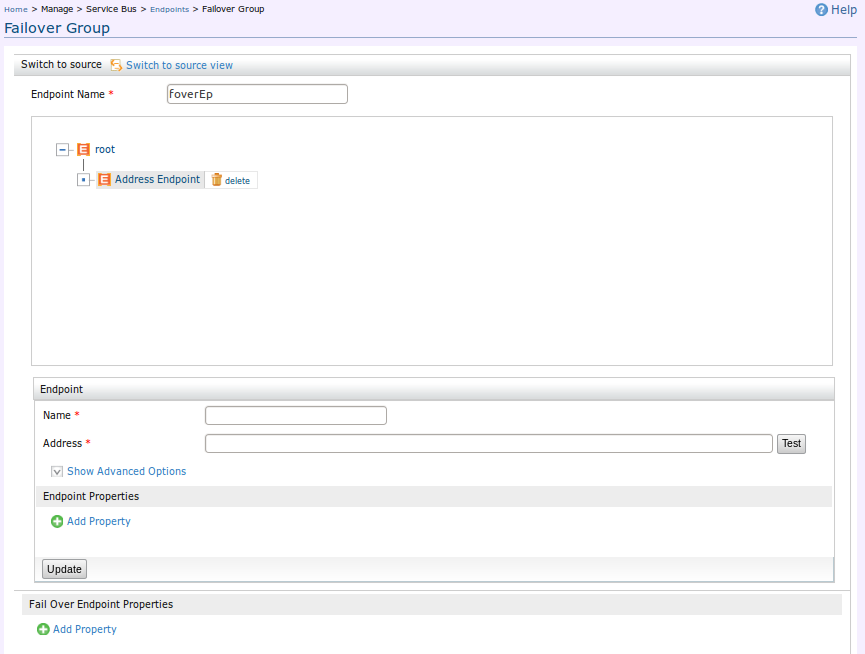 Home > Manage > Service Bus > Endpoints > Failover Group
Help
Failover Group
Switch to source Switch to source view
Endpoint Name * FoverEp
root
Address Endpoint delete
Endpoint
Name *
Address * Test
Show Advanced Options
Endpoint Properties
Add Property
Update
Fail Over Endpoint Properties
Add Property